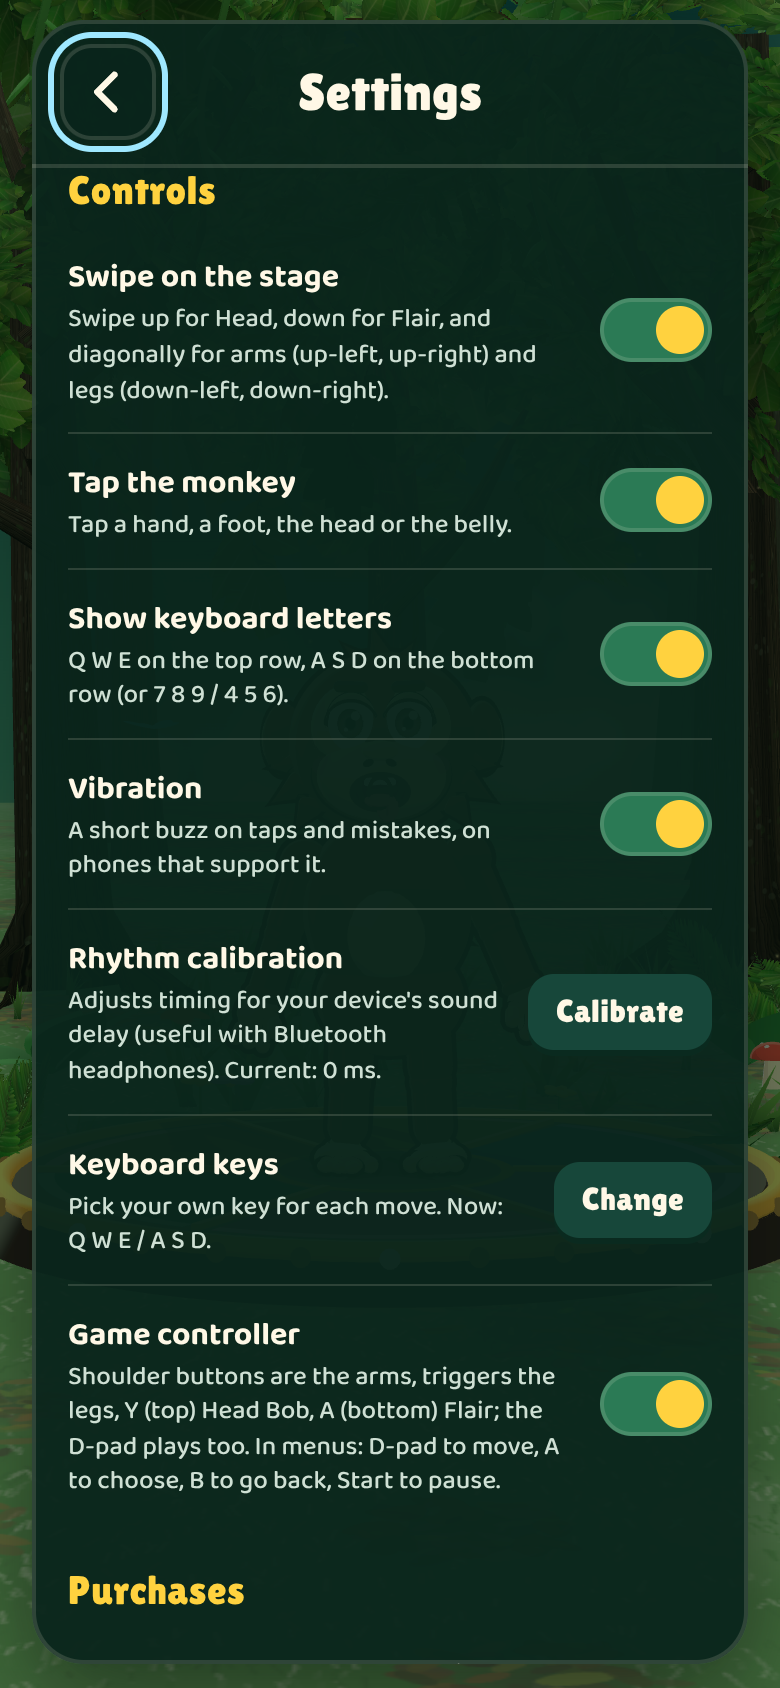 Settings
Controls
Swipe on the stage
Swipe up for Head, down for Flair, and
diagonally for arms (up-left, up-right) and
legs (down-left, down-right).
Tap the monkey
Tap a hand, a foot, the head or the belly.
Show keyboard letters
Q W E on the top row, A S D on the bottom
row (or 7 8 9 / 4 5 6).
Vibration
A short buzz on taps and mistakes, on
phones that support it.
Rhythm calibration
Adjusts timing for your device's sound
delay (useful with Bluetooth
headphones). Current: 0 ms.
Calibrate
Keyboard keys
Pick your own key for each move. Now:
Q W E / A S D.
Change
Game controller
Shoulder buttons are the arms, triggers the
legs, Y (top) Head Bob, A (bottom) Flair; the
D-pad plays too. In menus: D-pad to move, A
to choose, B to go back, Start to pause.
Purchases